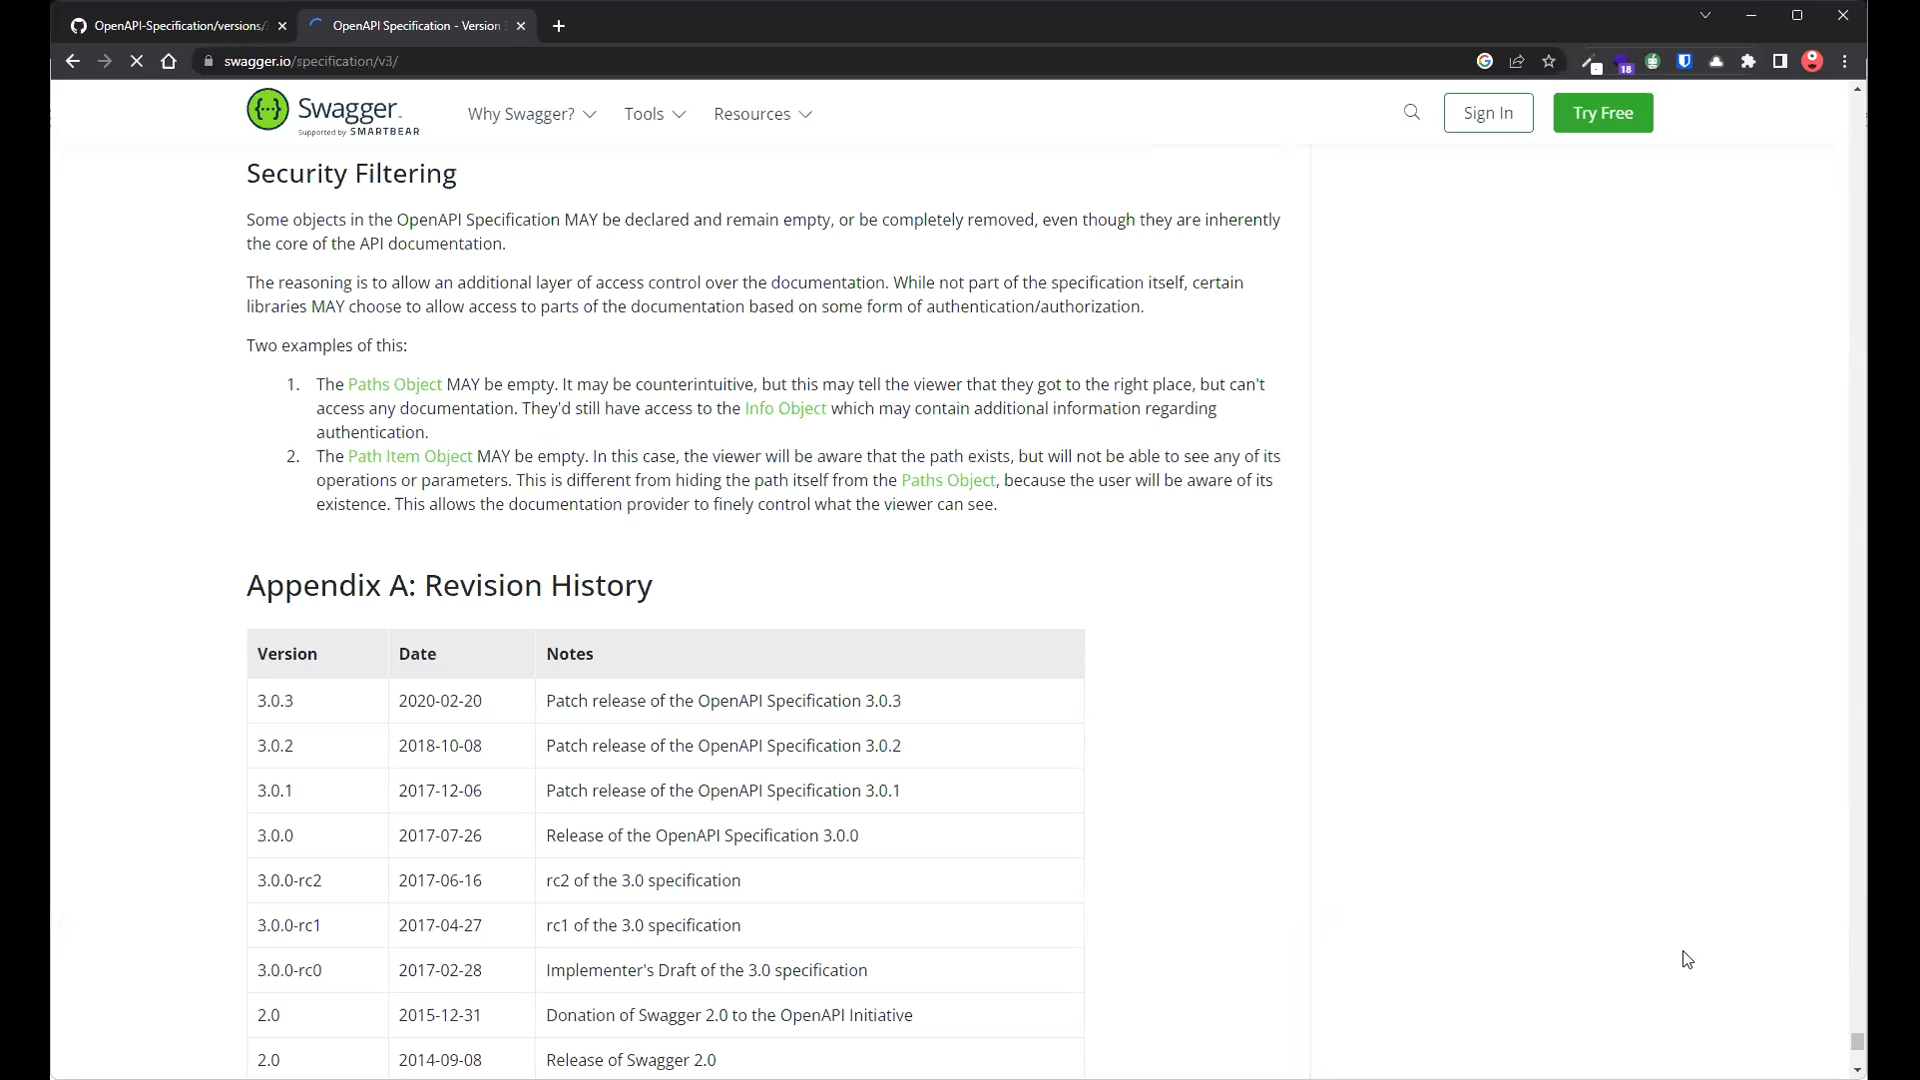 OpenAPI-Specification/versions/
OpenAPI Specification - Version
swagger.io/specification/v3/
18
Swagger
Supported by SMARTBEAR
Why Swagger?
Tools
Resources
Sign In
Try Free
Security Filtering
Some objects in the OpenAPI Specification MAY be declared and remain empty, or be completely removed, even though they are inherently
the core of the API documentation.
The reasoning is to allow an additional layer of access control over the documentation. While not part of the specification itself, certain
libraries MAY choose to allow access to parts of the documentation based on some form of authentication/authorization.
Two examples of this:
1. The Paths Object MAY be empty. It may be counterintuitive, but this may tell the viewer that they got to the right place, but can't
access any documentation. They'd still have access to the Info Object which may contain additional information regarding
authentication.
2. The Path Item Object MAY be empty. In this case, the viewer will be aware that the path exists, but will not be able to see any of its
operations or parameters. This is different from hiding the path itself from the Paths Object, because the user will be aware of its
existence. This allows the documentation provider to finely control what the viewer can see.
Appendix A: Revision History
Version Date Notes
3.0.3 2020-02-20 Patch release of the OpenAPI Specification 3.0.3
3.0.2 2018-10-08 Patch release of the OpenAPI Specification 3.0.2
3.0.1 2017-12-06 Patch release of the OpenAPI Specification 3.0.1
3.0.0 2017-07-26 Release of the OpenAPI Specification 3.0.0
3.0.0-rc2 2017-06-16 rc2 of the 3.0 specification
3.0.0-rc1 2017-04-27 rc1 of the 3.0 specification
3.0.0-rc0 2017-02-28 Implementer's Draft of the 3.0 specification
2.0 2015-12-31 Donation of Swagger 2.0 to the OpenAPI Initiative
2.0 2014-09-08 Release of Swagger 2.0